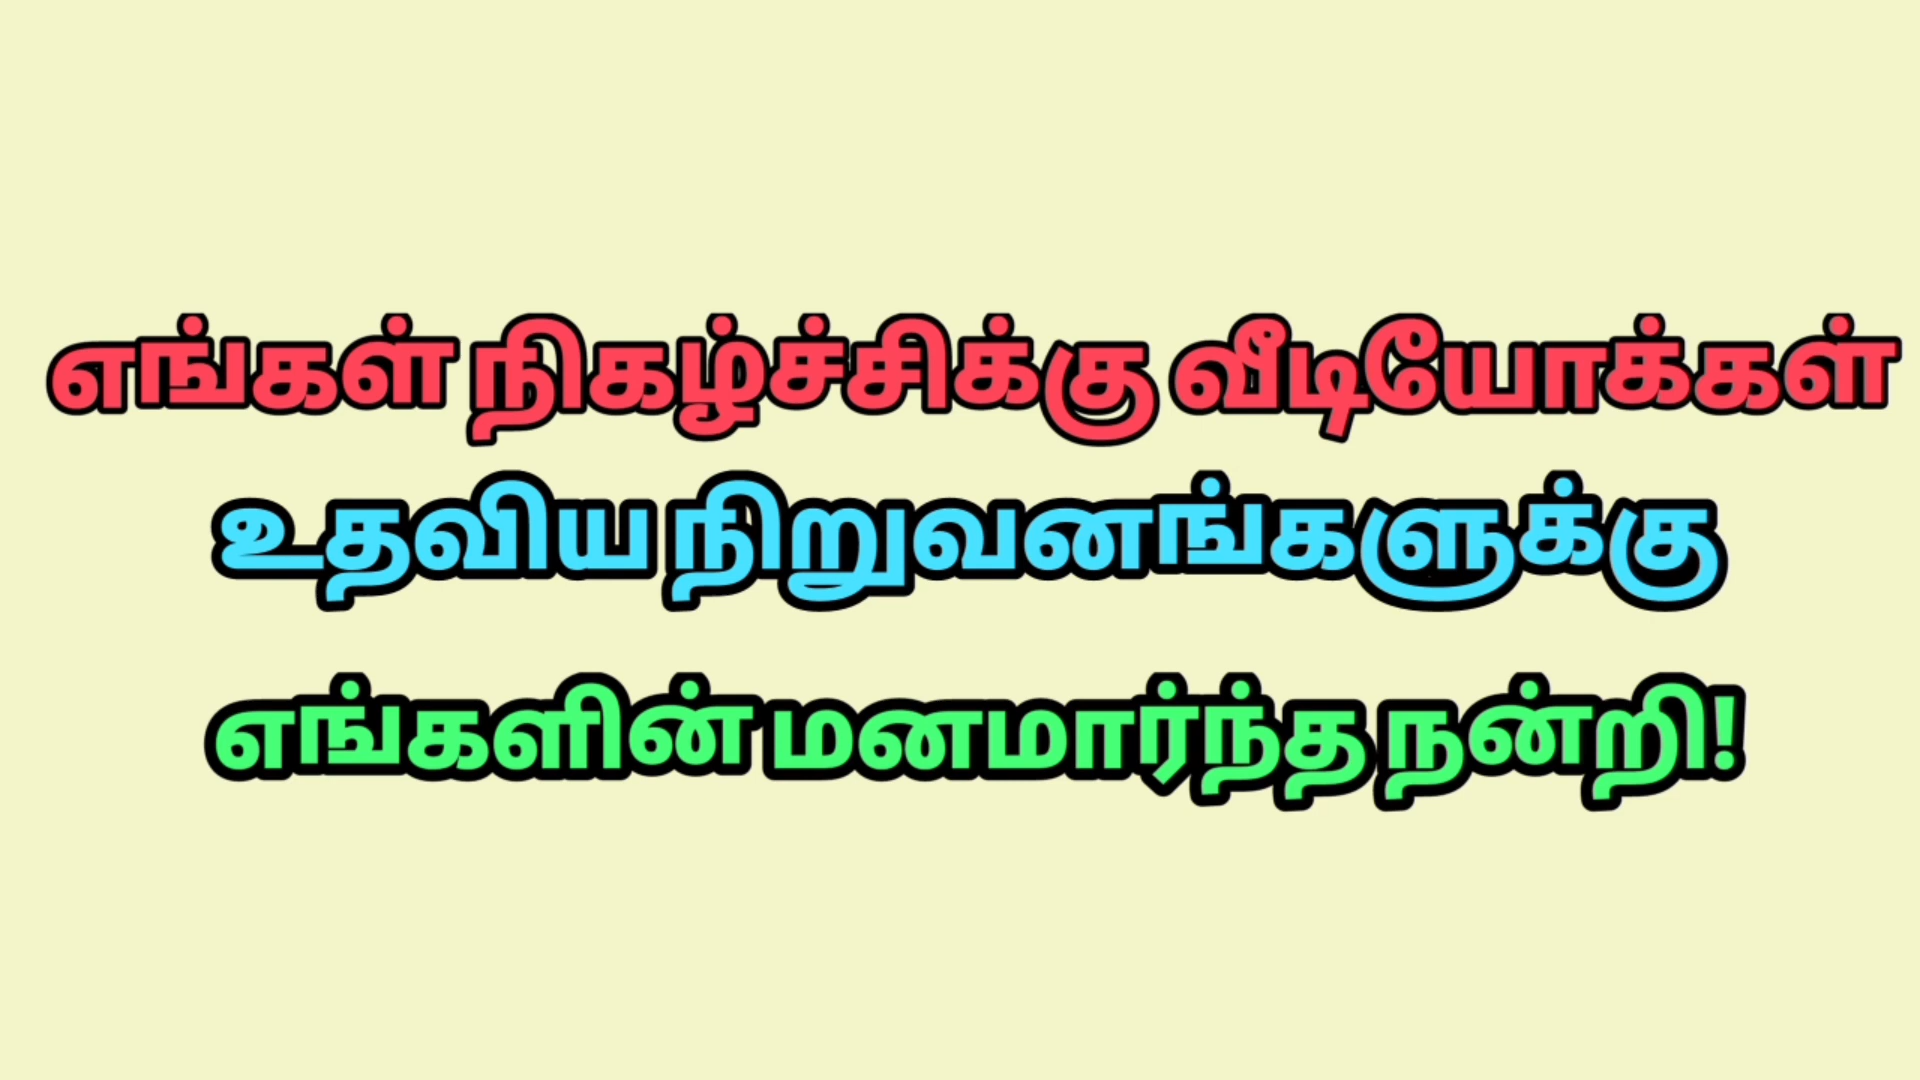 எங்கள் நிகழ்ச்சிக்கு வீடியோக்கள்
உதவிய நிறுவனங்களுக்கு
எங்களின் மனமார்ந்த நன்றி!